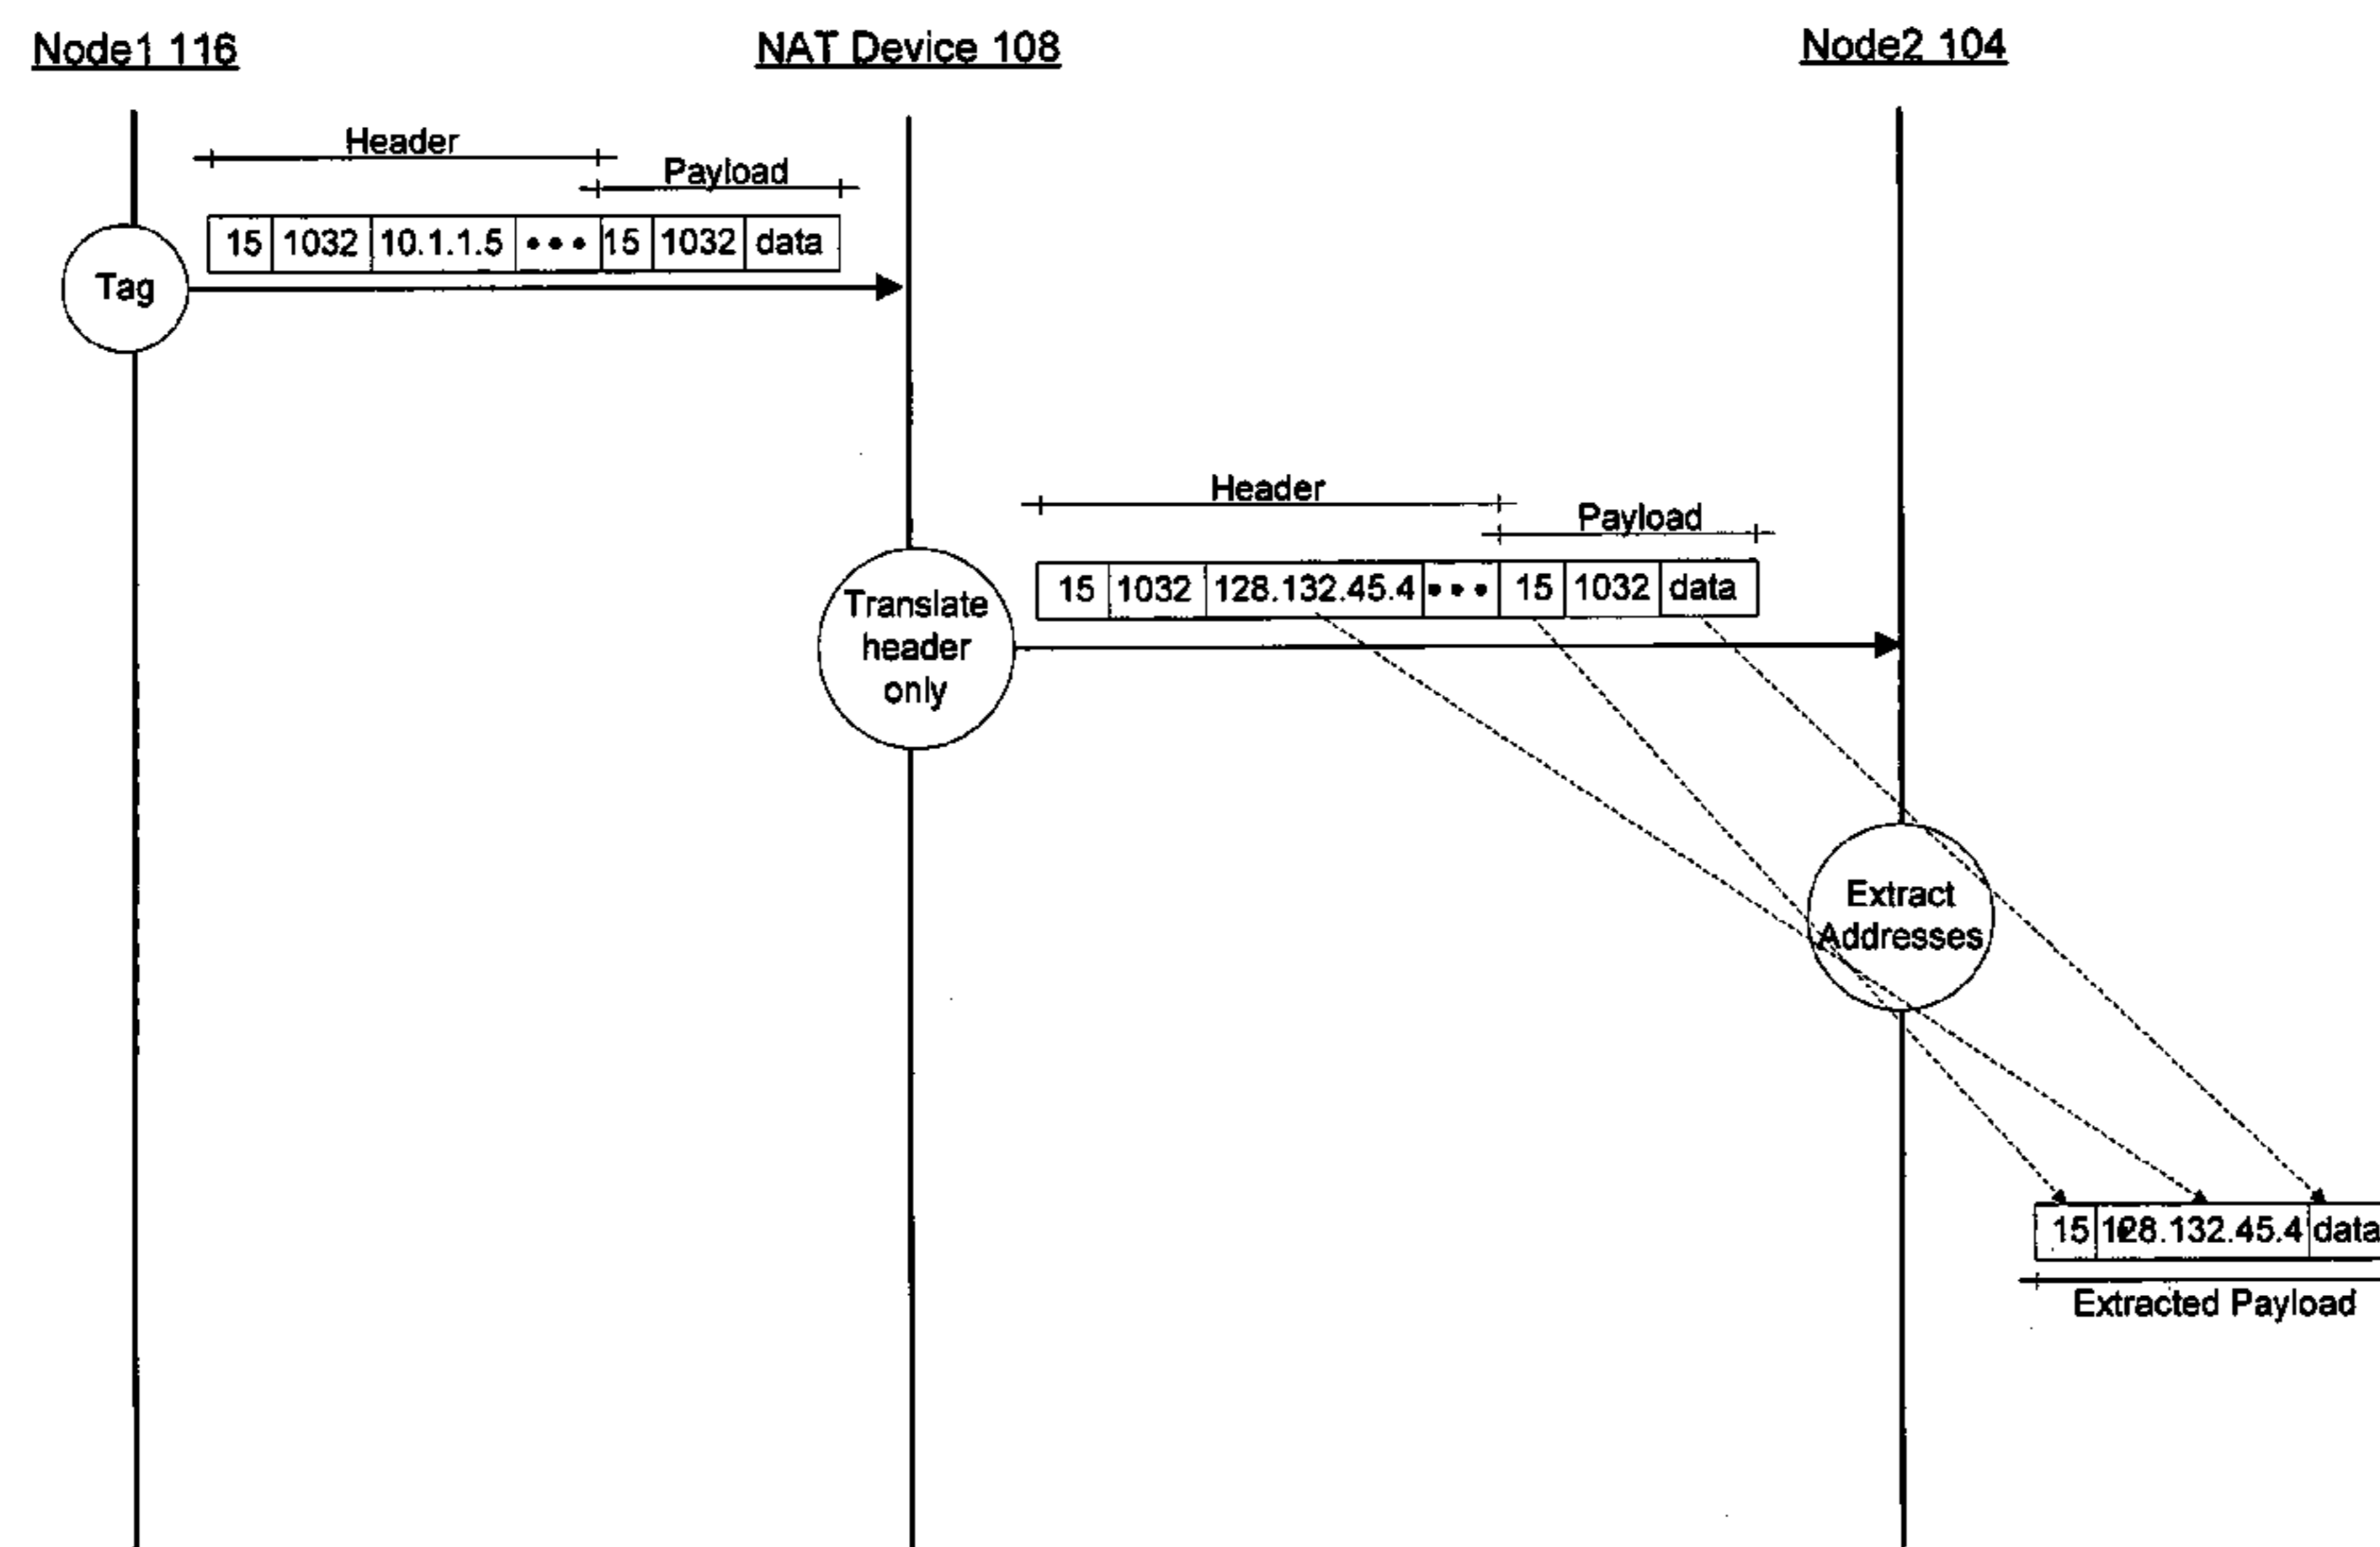 Node1 116
NAT Device 108
Node2 104
Header
Payload
15 1032 10.1.1.5 ••• 15 1032 data
Tag
Header
Payload
15 1032 128.132.45.4 ••• 15 1032 data
Translate
header
only
Extract
Addresses
15 128.132.45.4 data
Extracted Payload